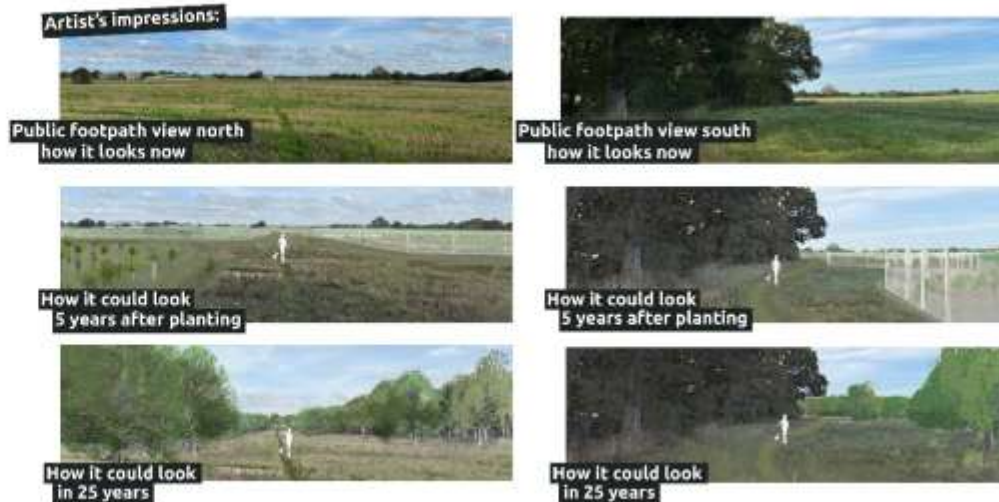 Artist's impressions:
Public footpath view north
how it looks now
Public footpath view south
how it looks now
How it could look
5 years after planting
How it could look
5 years after planting
How it could look
in 25 years
How it could look
in 25 years